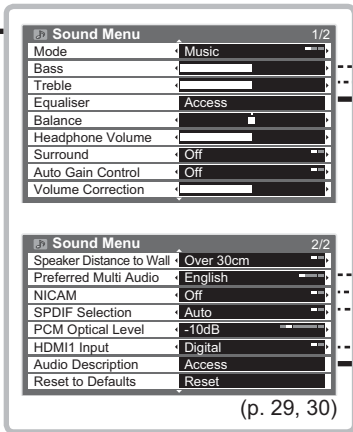 Sound Menu 1/2
Mode Music
Bass
Treble
Equaliser Access
Balance
Headphone Volume
Surround Off
Auto Gain Control Off
Volume Correction
Sound Menu 2/2
Speaker Distance to Wall Over 30cm
Preferred Multi Audio English
NICAM Off
SPDIF Selection Auto
PCM Optical Level -10dB
HDMI1 Input Digital
Audio Description Access
Reset to Defaults Reset
(p. 29, 30)